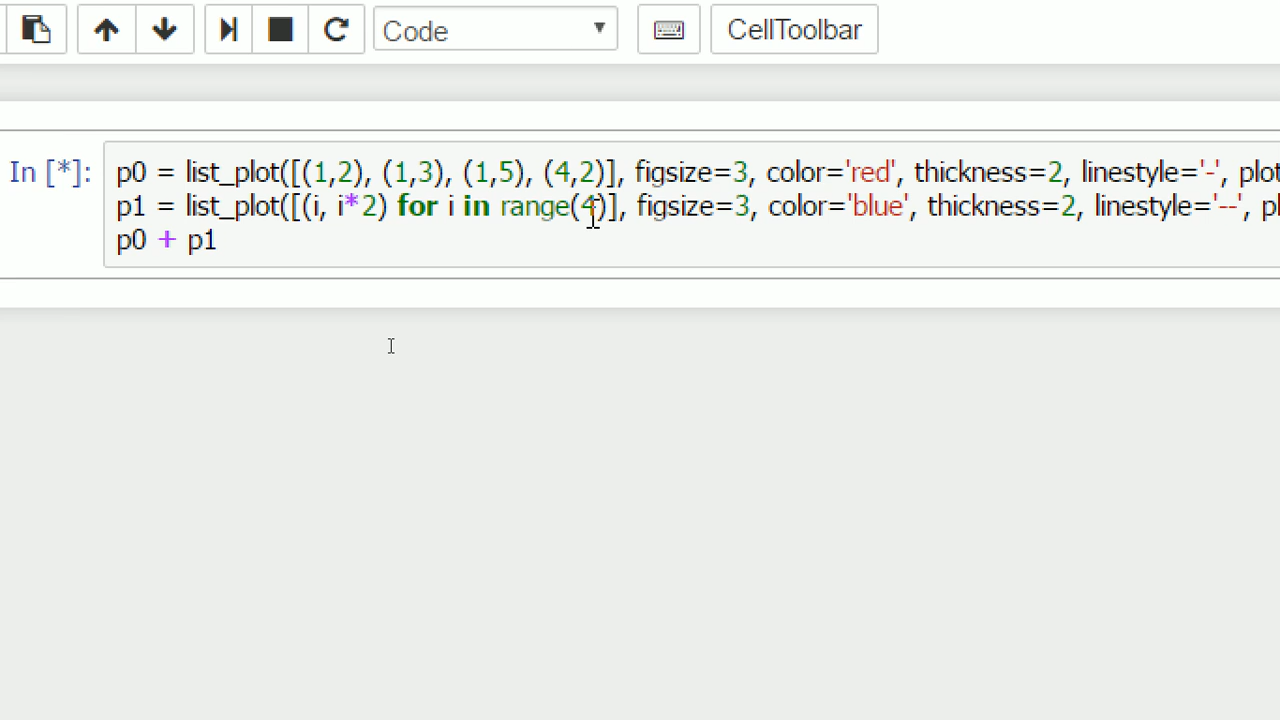 Code
CellToolbar
In [*]:
p0 = list_plot([(1,2), (1,3), (1,5), (4,2)], figsize=3, color='red', thickness=2, linestyle='-', plot
p1 = list_plot([(i, i*2) for i in range(4)], figsize=3, color='blue', thickness=2, linestyle='--', pl
p0 + p1